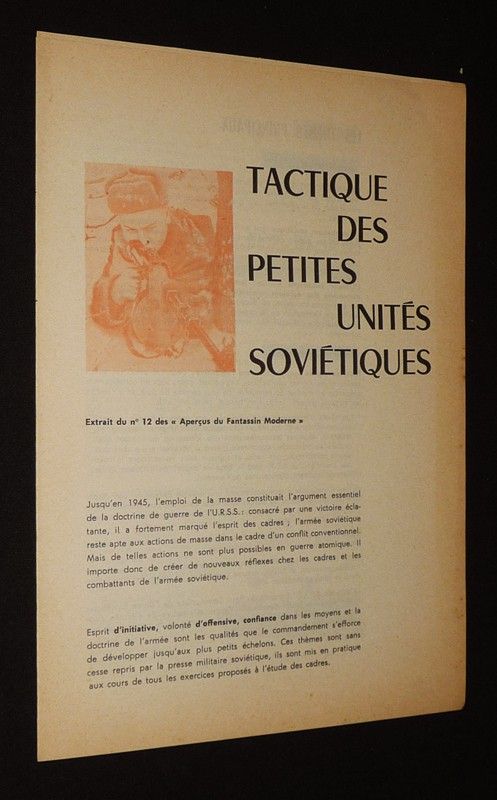 TACTIQUE
DES
PETITES
UNITÉS
SOVIÉTIQUES
Extrait du n° 12 des « Aperçus du Fantassin Moderne »
Jusqu'en 1945, l'emploi de la masse constituait l'argument essentiel
de la doctrine de guerre de l'U.R.S.S.: consacré par une victoire écla-
tante, il a fortement marqué l'esprit des cadres ; l'armée soviétique
reste apte aux actions de masse dans le cadre d'un conflit conventionnel.
Mais de telles actions ne sont plus possibles en guerre atomique. Il
importe donc de créer de nouveaux réflexes chez les cadres et les
combattants de l'armée soviétique.
Esprit d'initiative, volonté d'offensive, confiance dans les moyens et la
doctrine de l'armée sont les qualités que le commandement s'efforce
de développer jusqu'aux plus petits échelons. Ces thèmes sont sans
cesse repris par la presse militaire soviétique, ils sont mis en pratique
aux cours de tous les exercices proposés à l'étude des cadres.